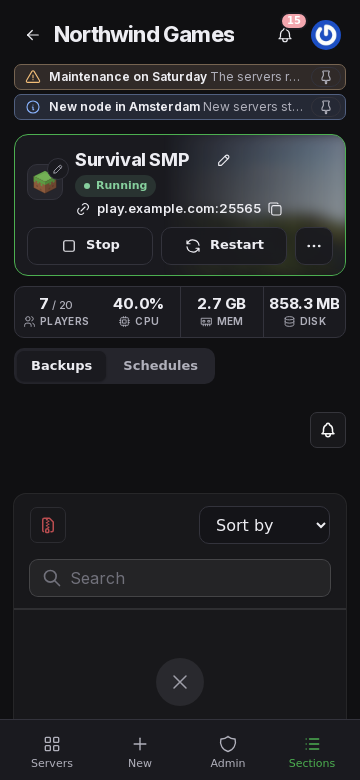 Northwind Games
15
Maintenance on Saturday The servers r...
New node in Amsterdam New servers st...
Survival SMP
Running
play.example.com:25565
Stop
Restart
7 / 20
PLAYERS
40.0%
CPU
2.7 GB
MEM
858.3 MB
DISK
Backups
Schedules
Sort by
Search
Servers
New
Admin
Sections